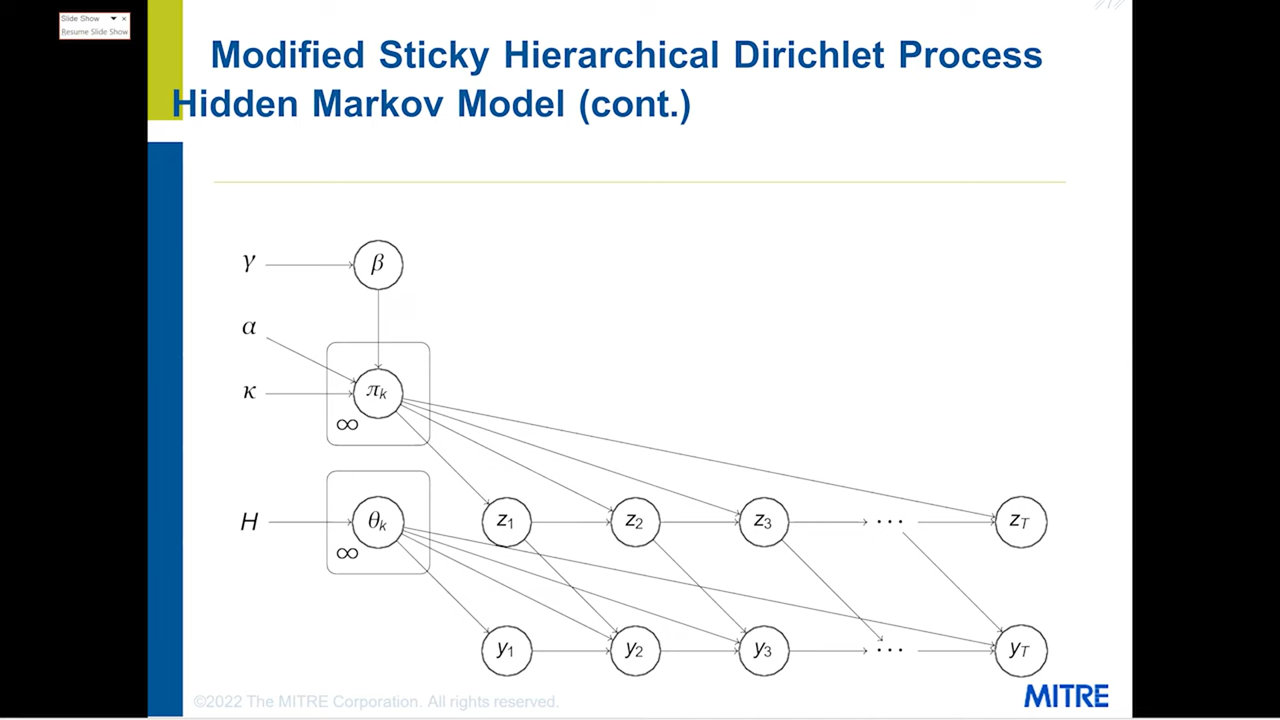 Slide Show
Resume Slide Show
Modified Sticky Hierarchical Dirichlet Process
Hidden Markov Model (cont.)
γ β
α
κ πk
∞
H θk z1 z2 z3 ··· zT
∞
y1 y2 y3 ··· yT
©2022 The MITRE Corporation. All rights reserved.
MITRE